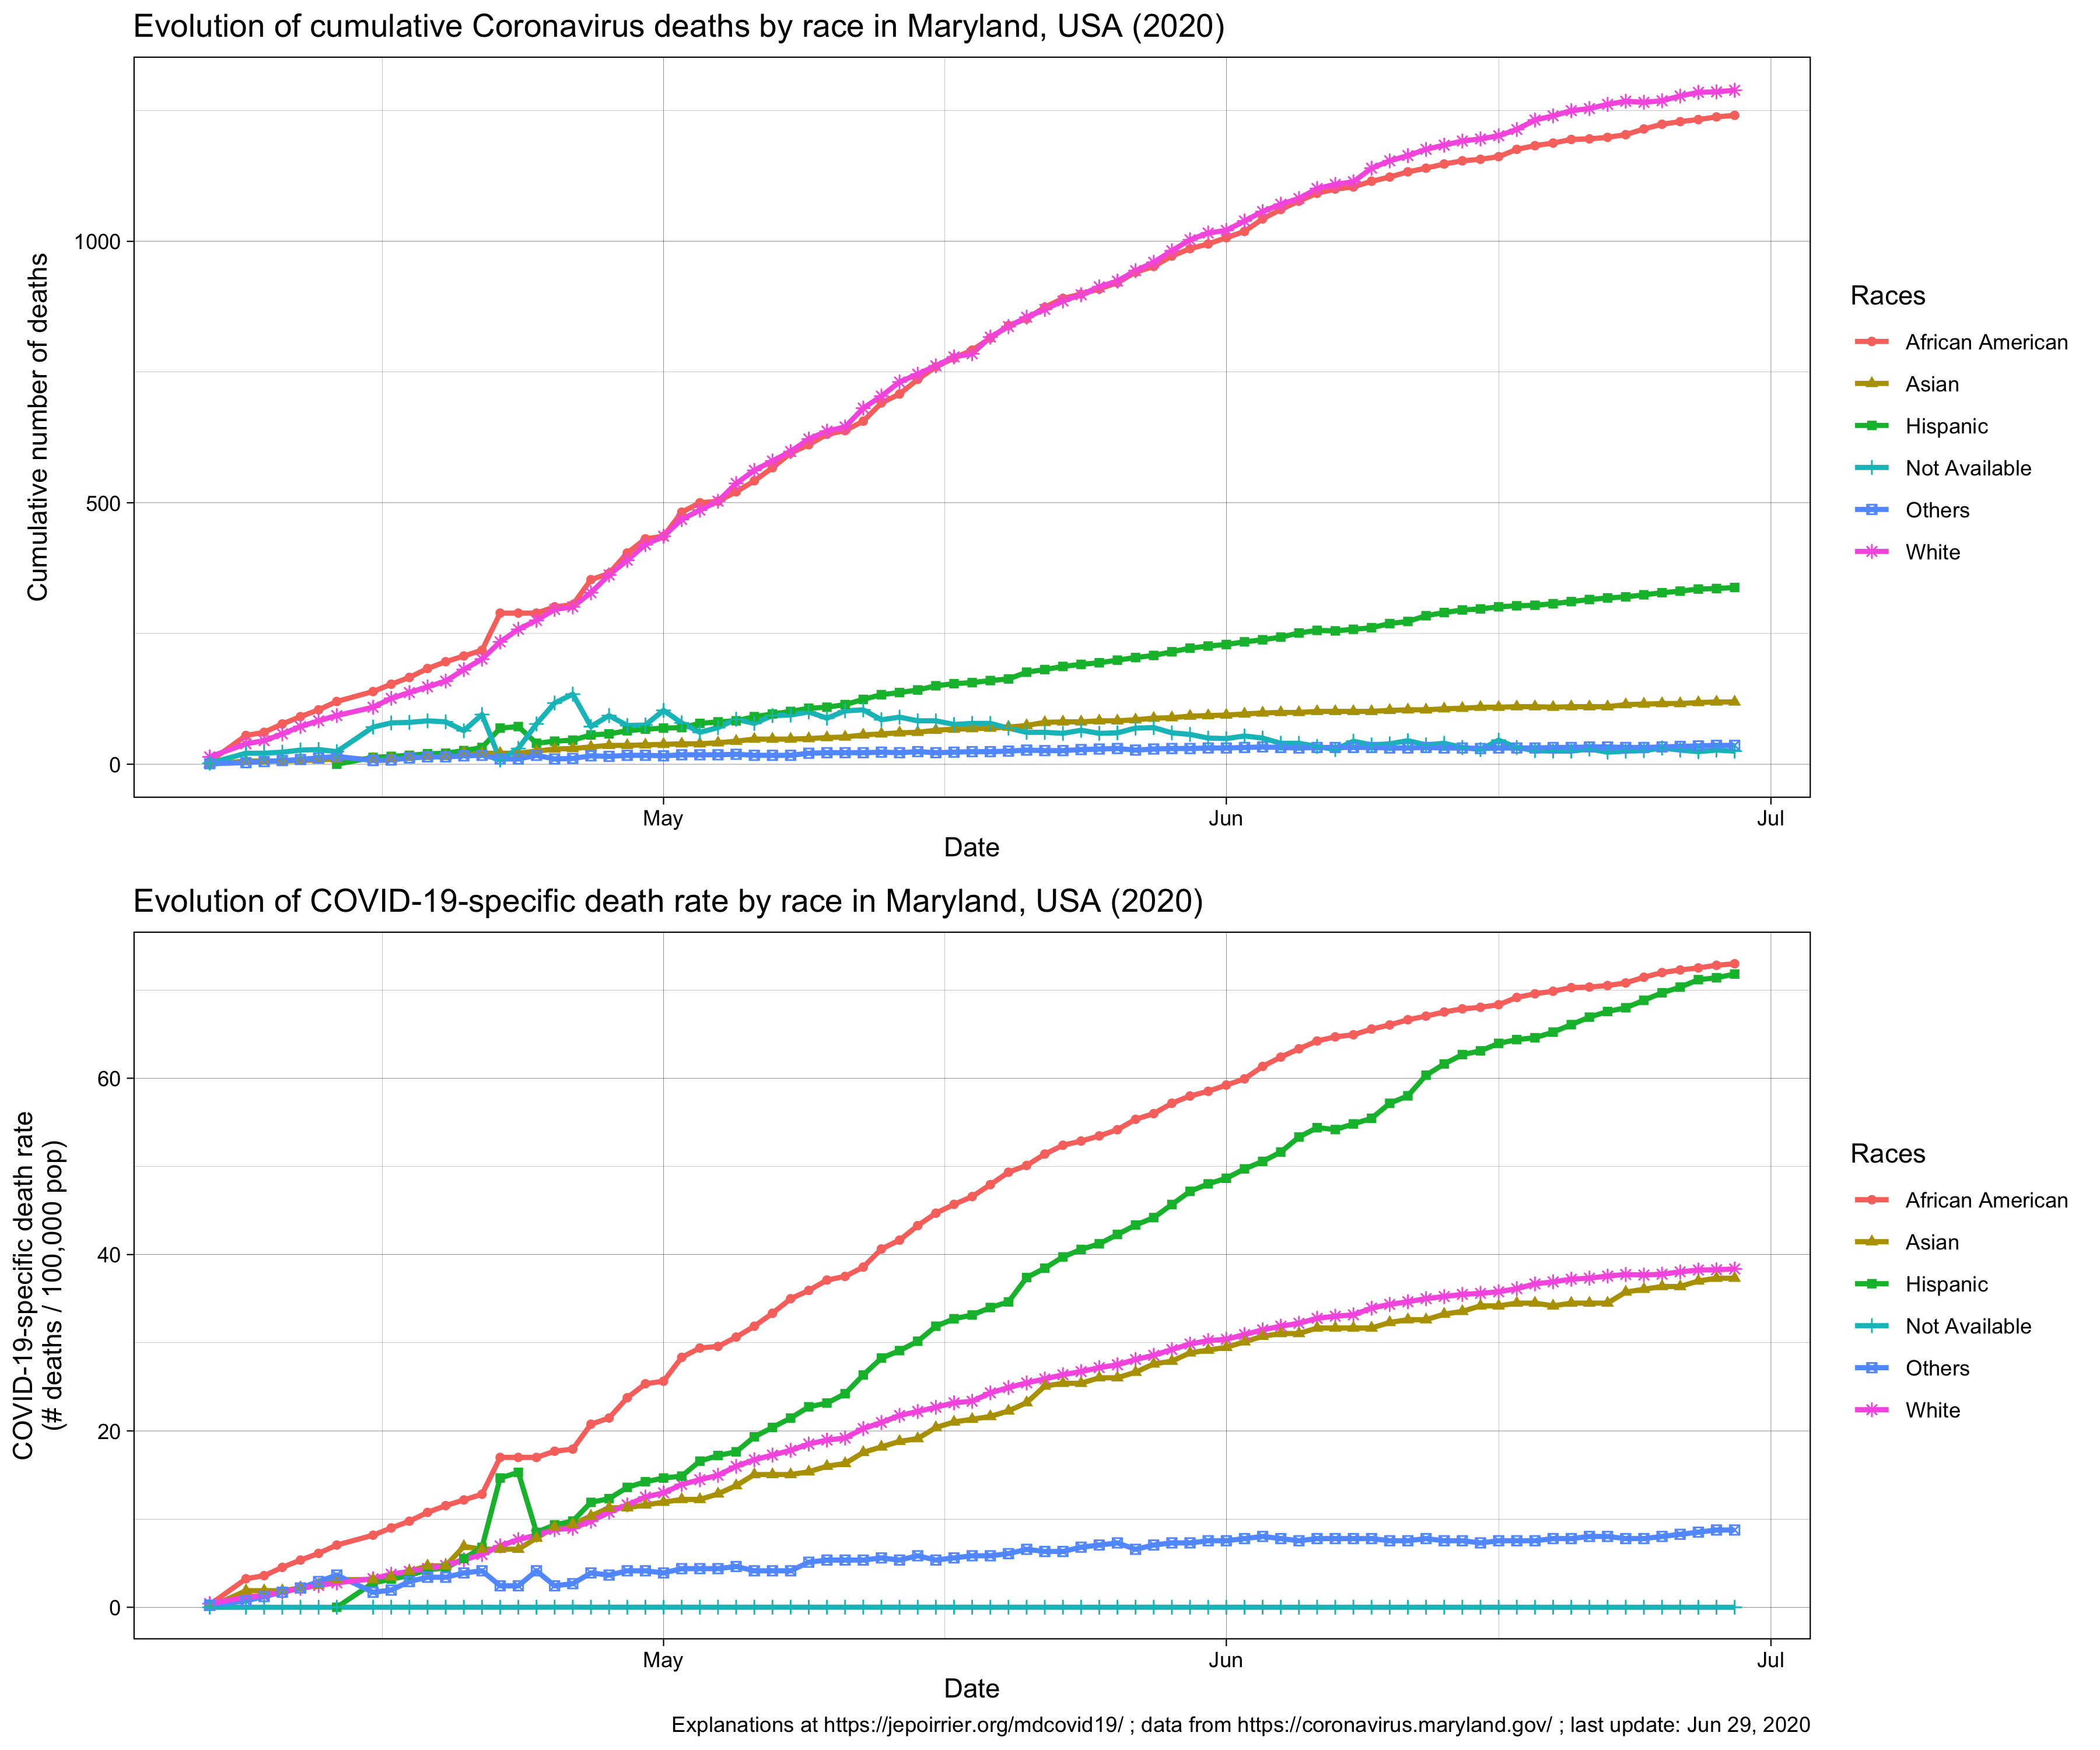 Evolution of cumulative Coronavirus deaths by race in Maryland, USA (2020)
Cumulative number of deaths
1000
500
0
May
Jun
Jul
Date
Races
African American
Asian
Hispanic
Not Available
Others
White
Evolution of COVID-19-specific death rate by race in Maryland, USA (2020)
COVID-19-specific death rate
(# deaths / 100,000 pop)
60
40
20
0
May
Jun
Jul
Date
Races
African American
Asian
Hispanic
Not Available
Others
White
Explanations at https://jepoirrier.org/mdcovid19/ ; data from https://coronavirus.maryland.gov/ ; last update: Jun 29, 2020